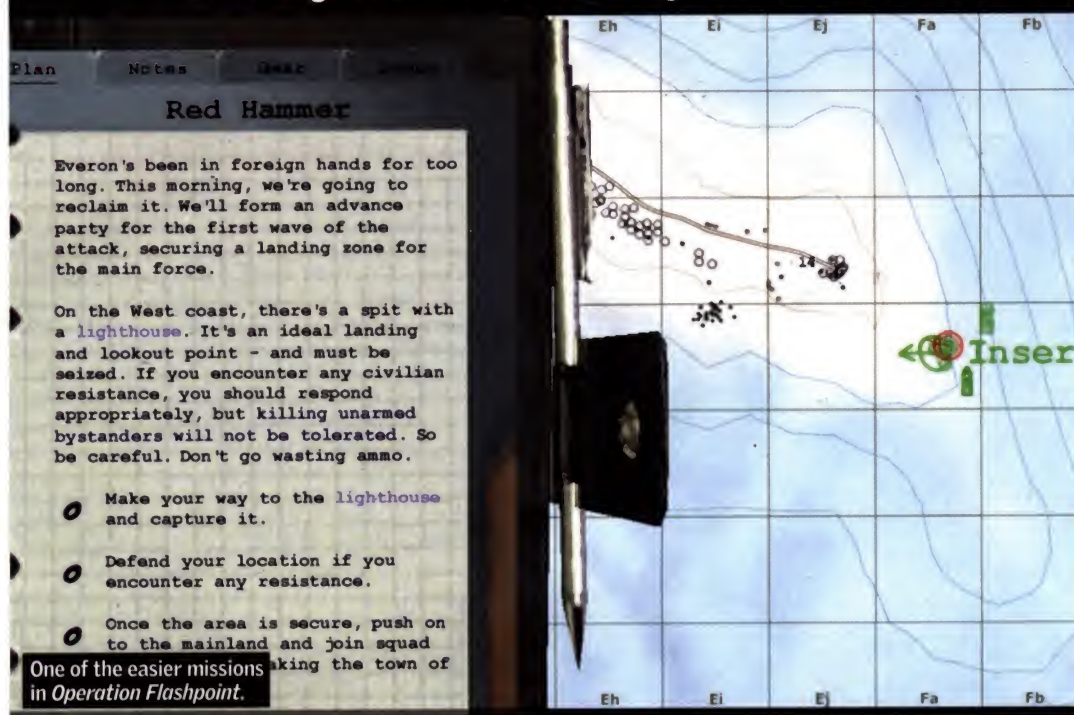 Plan Notes
Red Hammer
Everon's been in foreign hands for too
long. This morning, we're going to
reclaim it. We'll form an advance
party for the first wave of the
attack, securing a landing zone for
the main force.
On the West coast, there's a spit with
a lighthouse. It's an ideal landing
and lookout point - and must be
seized. If you encounter any civilian
resistance, you should respond
appropriately, but killing unarmed
bystanders will not be tolerated. So
be careful. Don't go wasting ammo.
Make your way to the lighthouse
and capture it.
Defend your location if you
encounter any resistance.
Once the area is secure, push on
to the mainland and join squad
aking the town of
One of the easier missions
in Operation Flashpoint.
Eh Ei Ej Fa Fb
14
Inser
Eh Ei Ej Fa Fb